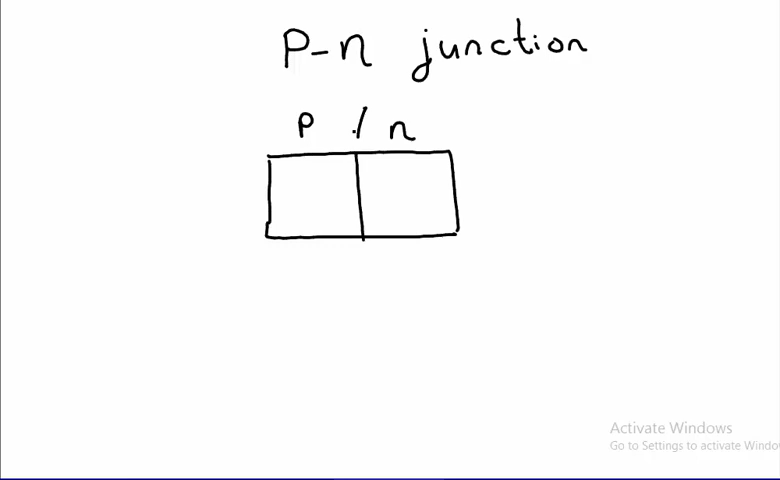 P-n junction
p / n
Activate Windows
Go to Settings to activate Windo